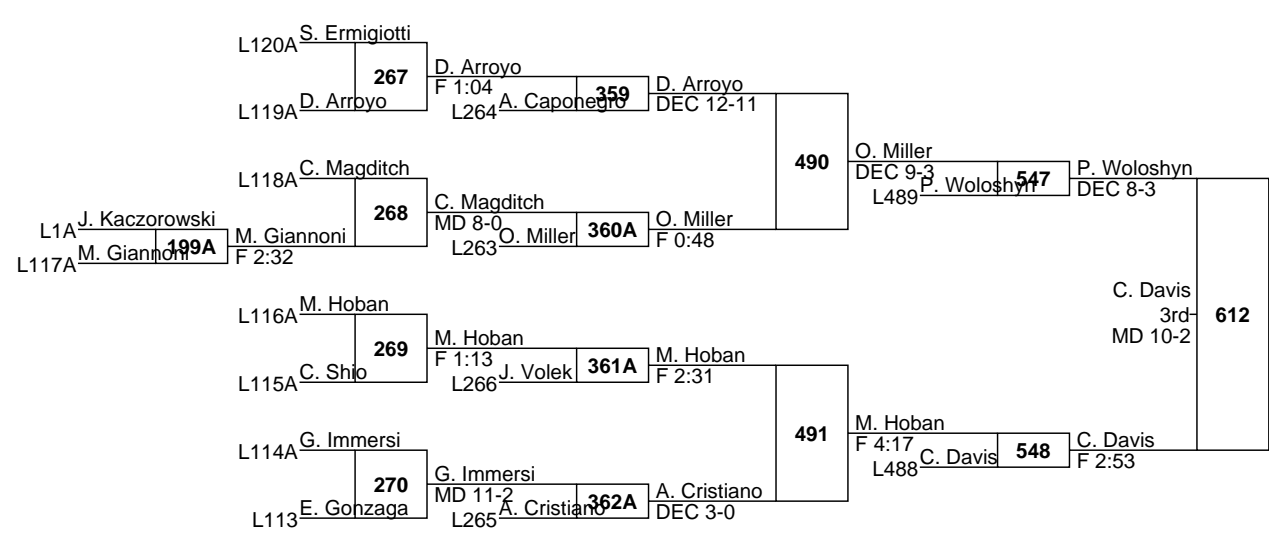 L120A S. Ermigiotti
267
D. Arroyo
F 1:04
L119A D. Arroyo
L264 A. Caponegro
359
D. Arroyo
DEC 12-11
L118A C. Magditch
268
C. Magditch
MD 8-0
L1A J. Kaczorowski
L117A M. Giannoni
199A
M. Giannoni
F 2:32
L263 O. Miller
360A
O. Miller
F 0:48
490
O. Miller
DEC 9-3
L489 P. Woloshyn
547
P. Woloshyn
DEC 8-3
L116A M. Hoban
269
M. Hoban
F 1:13
L115A C. Shio
L266 J. Volek
361A
M. Hoban
F 2:31
L114A G. Immersi
270
G. Immersi
MD 11-2
L113 E. Gonzaga
L265 A. Cristiano
362A
A. Cristiano
DEC 3-0
491
M. Hoban
F 4:17
L488 C. Davis
548
C. Davis
F 2:53
C. Davis
3rd
MD 10-2
612